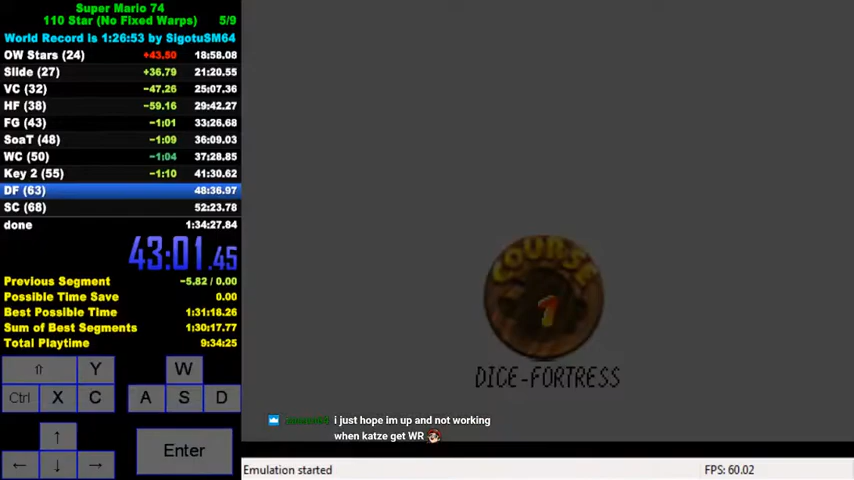 Super Mario 74
110 Star (No Fixed Warps) 5/9
World Record is 1:26:53 by SigotuSM64
OW Stars (24) +43.50 18:58.08
Slide (27) +36.79 21:20.55
VC (32) −47.26 25:07.36
HF (38) −59.16 29:42.27
FG (43) −1:01 33:26.68
SoaT (48) −1:09 36:09.03
WC (50) −1:04 37:28.85
Key 2 (55) −1:10 41:30.62
DF (63) 48:36.97
SC (68) 52:23.78
done 1:34:27.84
43:01.45
Previous Segment −5.82 / 0.00
Possible Time Save 0.00
Best Possible Time 1:31:18.26
Sum of Best Segments 1:30:17.77
Total Playtime 9:34:25
⇧ Y W
Ctrl X C A S D
↑
← ↓ → Enter
COURSE
1
DICE-FORTRESS
i just hope im up and not working
when katze get WR
Emulation started FPS: 60.02